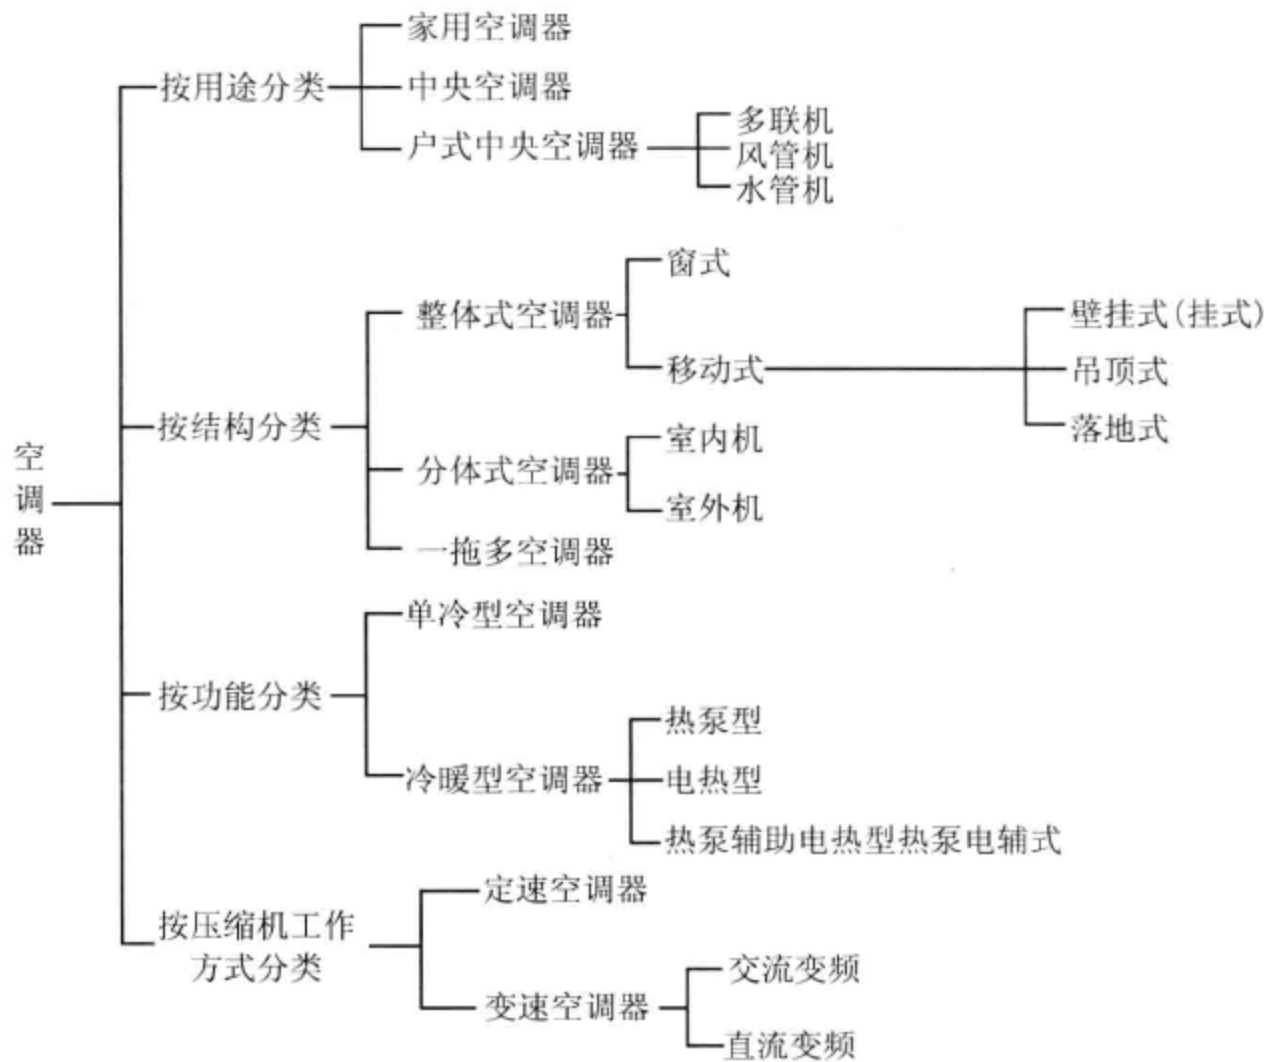 空调器
按用途分类
家用空调器
中央空调器
户式中央空调器
多联机
风管机
水管机
按结构分类
整体式空调器
窗式
移动式
壁挂式(挂式)
吊顶式
落地式
分体式空调器
室内机
室外机
一拖多空调器
按功能分类
单冷型空调器
冷暖型空调器
热泵型
电热型
热泵辅助电热型热泵电辅式
按压缩机工作
方式分类
定速空调器
变速空调器
交流变频
直流变频